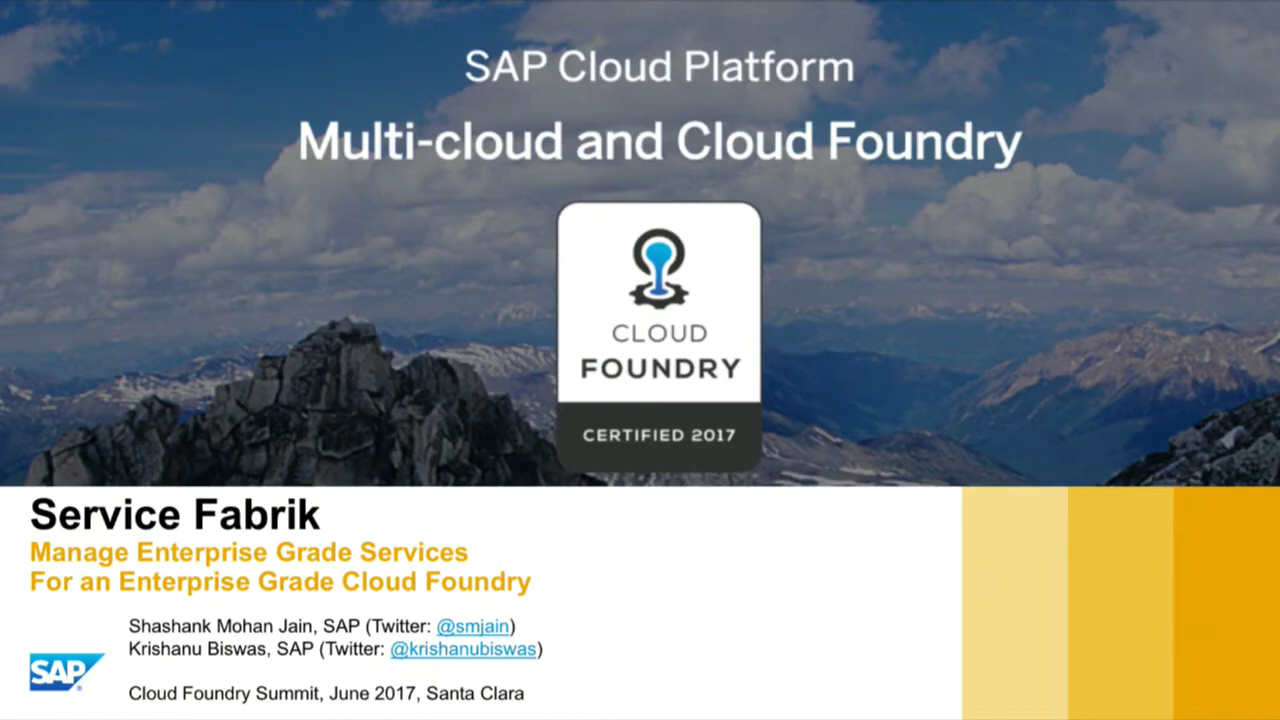 SAP Cloud Platform
Multi-cloud and Cloud Foundry
CLOUD
FOUNDRY
CERTIFIED 2017
Service Fabrik
Manage Enterprise Grade Services
For an Enterprise Grade Cloud Foundry
Shashank Mohan Jain, SAP (Twitter: @smjain)
Krishanu Biswas, SAP (Twitter: @krishanubiswas)
SAP®
Cloud Foundry Summit, June 2017, Santa Clara